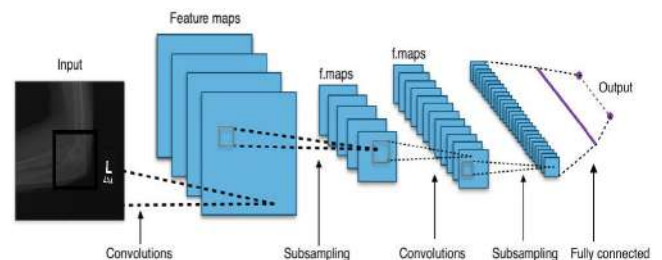 Feature maps
Input
f.maps
f.maps
Output
L
Convolutions
Subsampling
Convolutions
Subsampling
Fully connected